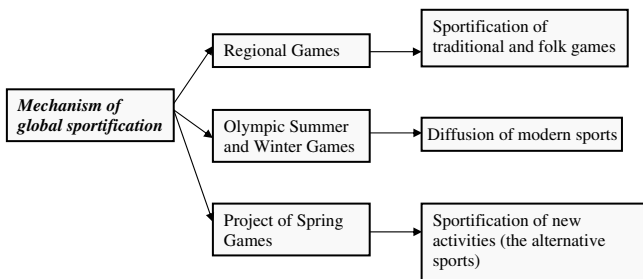 Mechanism of
global sportification
Regional Games
Sportification of
traditional and folk games
Olympic Summer
and Winter Games
Diffusion of modern sports
Project of Spring
Games
Sportification of new
activities (the alternative
sports)